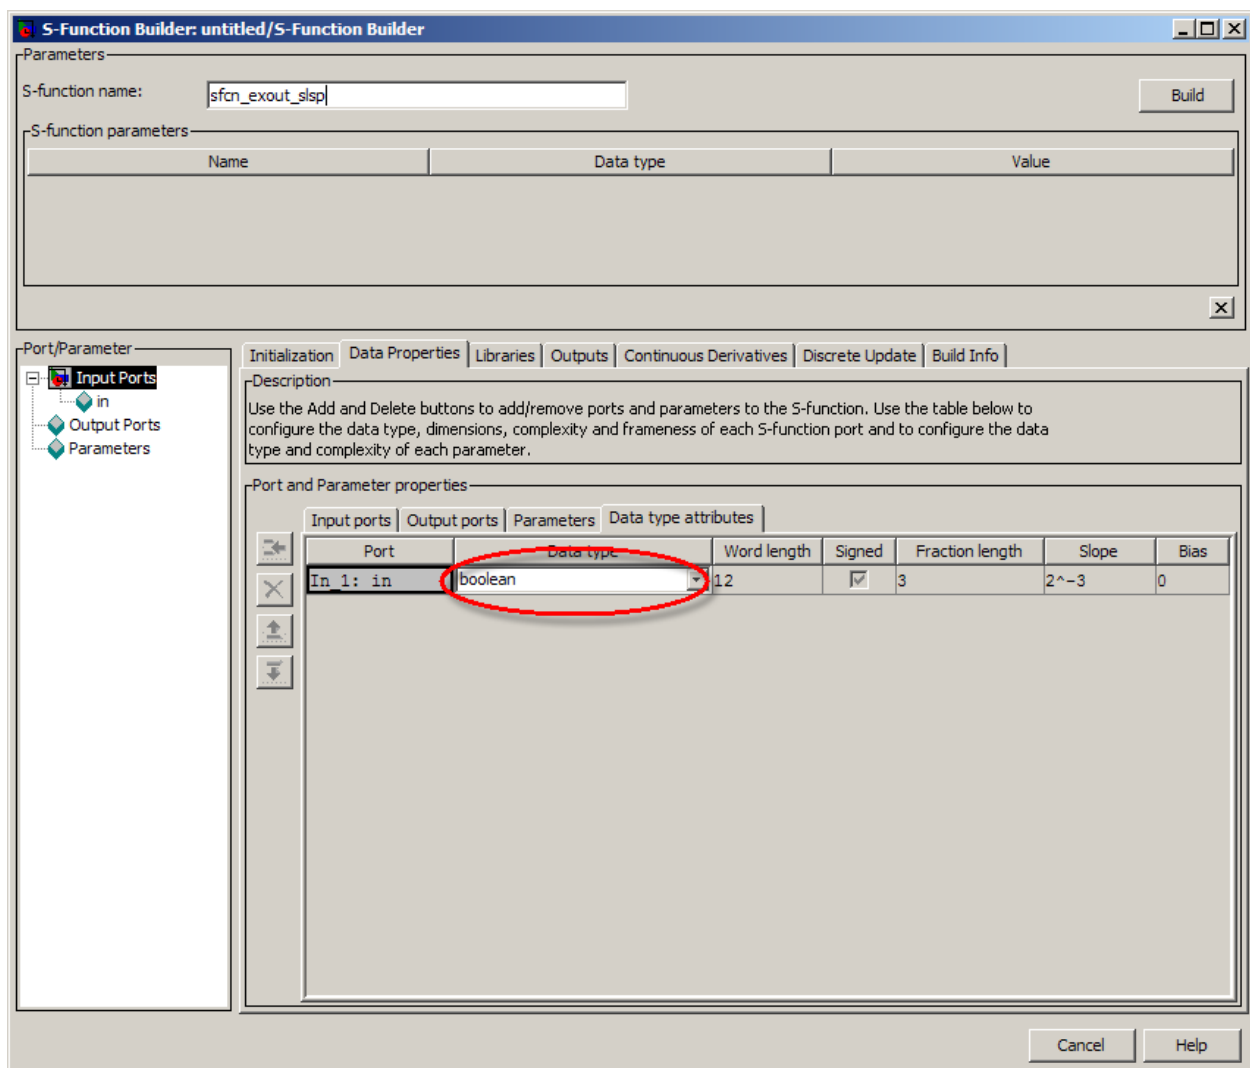 S-Function Builder: untitled/S-Function Builder
Parameters
S-function name: sfcn_exout_slsp Build
S-function parameters
Name Data type Value
Port/Parameter
Input Ports
in
Output Ports
Parameters
Initialization Data Properties Libraries Outputs Continuous Derivatives Discrete Update Build Info
Description
Use the Add and Delete buttons to add/remove ports and parameters to the S-function. Use the table below to
configure the data type, dimensions, complexity and frameness of each S-function port and to configure the data
type and complexity of each parameter.
Port and Parameter properties
Input ports Output ports Parameters Data type attributes
Port Data type Word length Signed Fraction length Slope Bias
In_1: in boolean 12 3 2^-3 0
Cancel Help